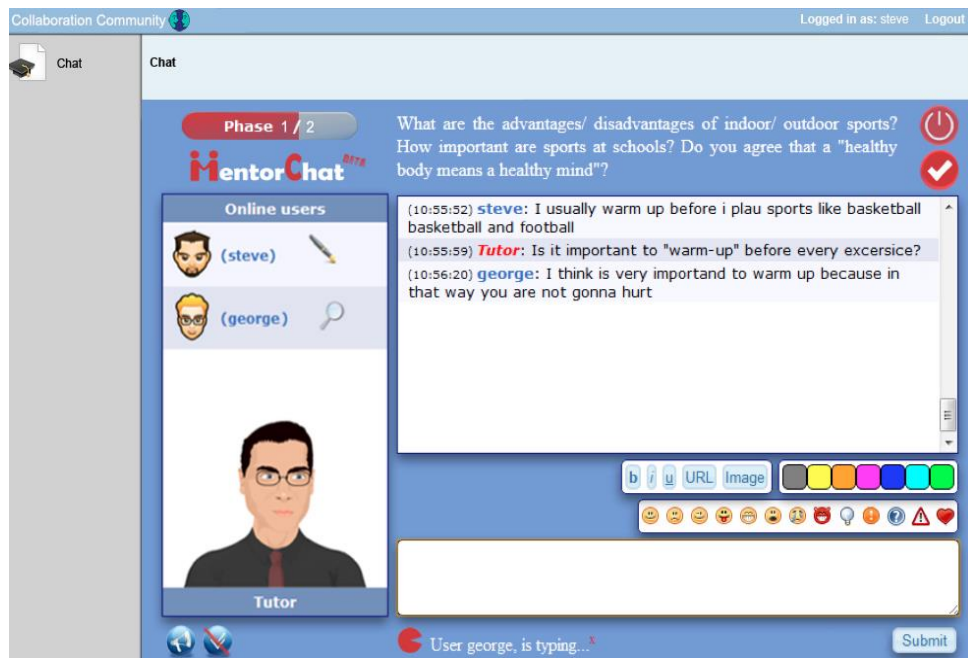 Collaboration Community
Logged in as: steve Logout
Chat
Chat
Phase 1 / 2
MentorChat BETA
What are the advantages/ disadvantages of indoor/ outdoor sports?
How important are sports at schools? Do you agree that a "healthy
body means a healthy mind"?
Online users
(steve)
(george)
Tutor
(10:55:52) steve: I usually warm up before i plau sports like basketball
basketball and football
(10:55:59) Tutor: Is it important to "warm-up" before every excersice?
(10:56:20) george: I think is very importand to warm up because in
that way you are not gonna hurt
b i u URL Image
User george, is typing...x
Submit